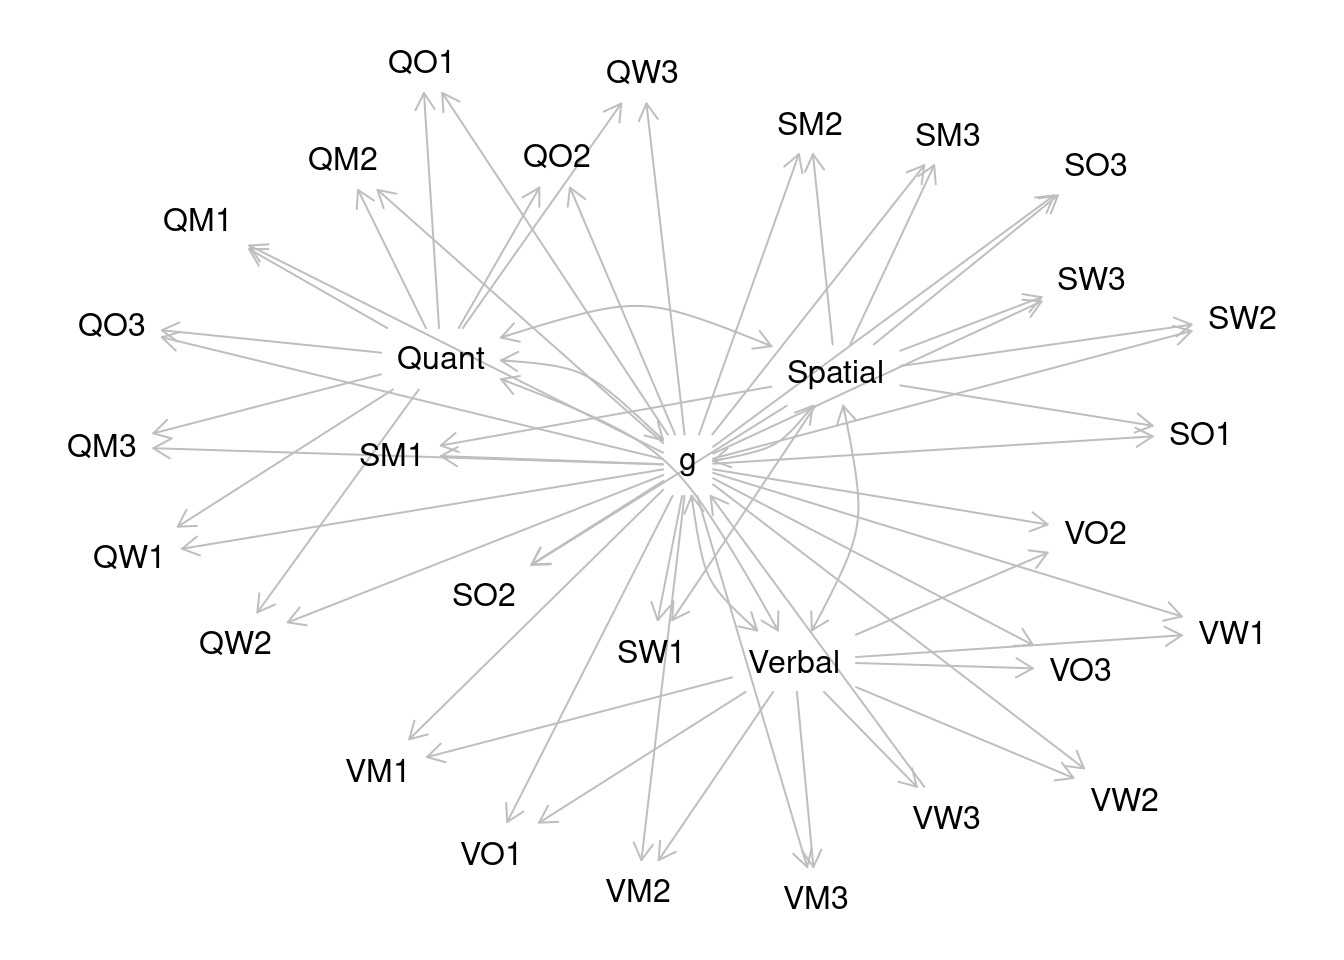 QO1
QW3
SM2
SM3
QM2
QO2
SO3
QM1
SW3
QO3
SW2
Quant
Spatial
SO1
QM3
SM1
g
VO2
QW1
SO2
VW1
QW2
SW1
Verbal
VO3
VM1
VW2
VW3
VO1
VM2
VM3